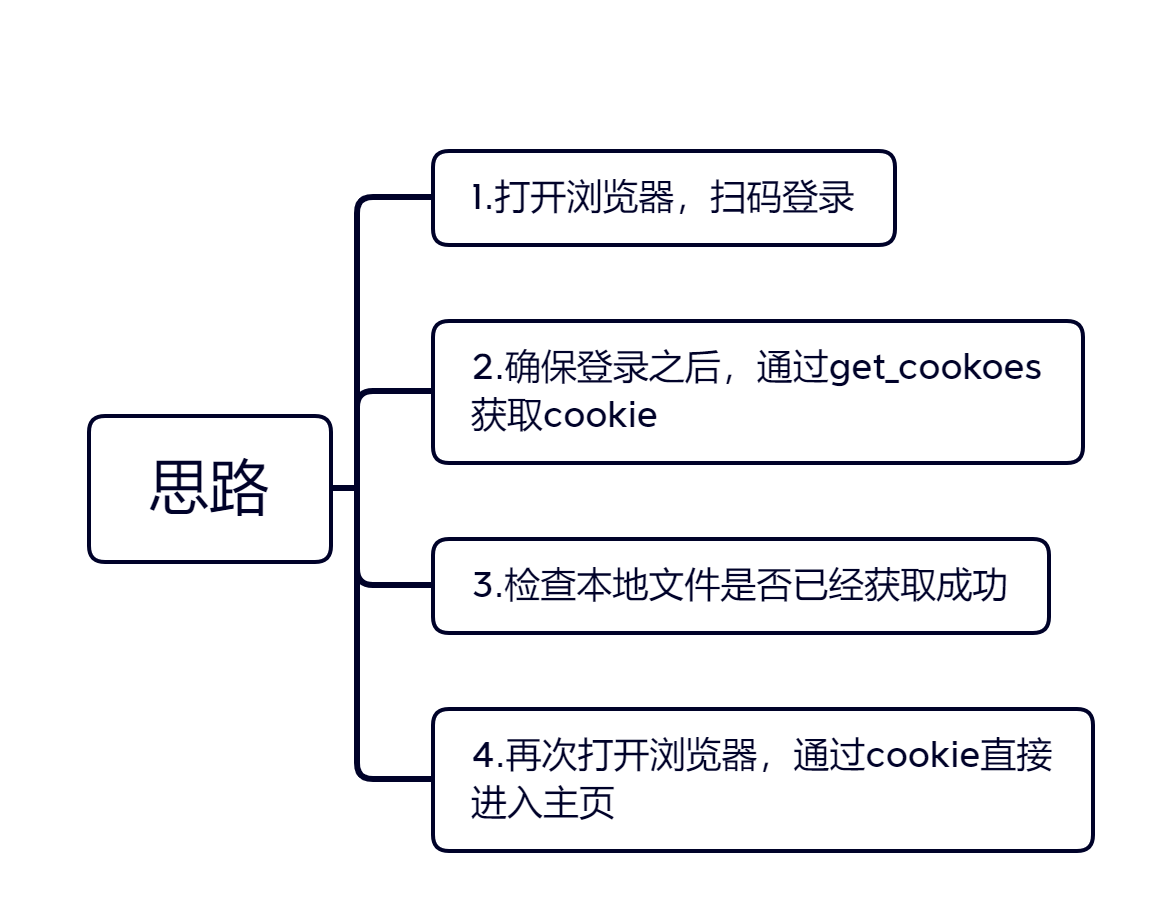 思路
1.打开浏览器，扫码登录
2.确保登录之后，通过get_cookoes
获取cookie
3.检查本地文件是否已经获取成功
4.再次打开浏览器，通过cookie直接
进入主页